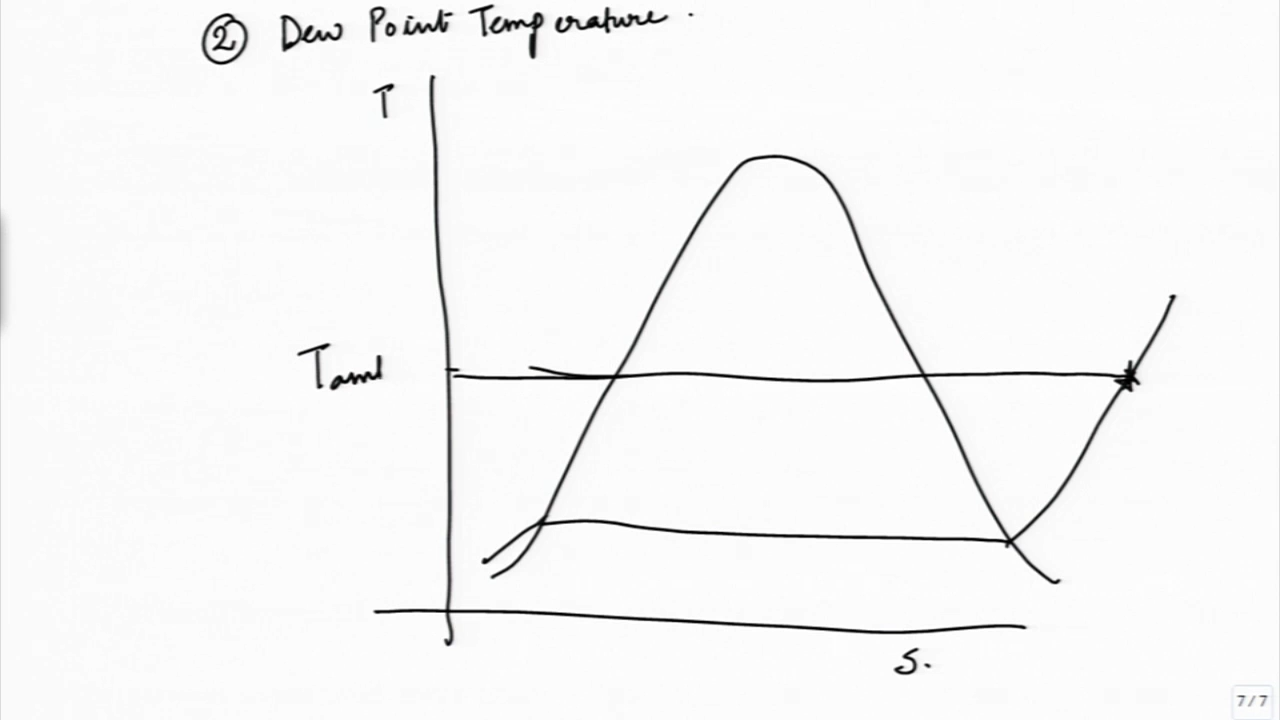 ② Dew Point Temperature.
T
Tamb
S.
7/7